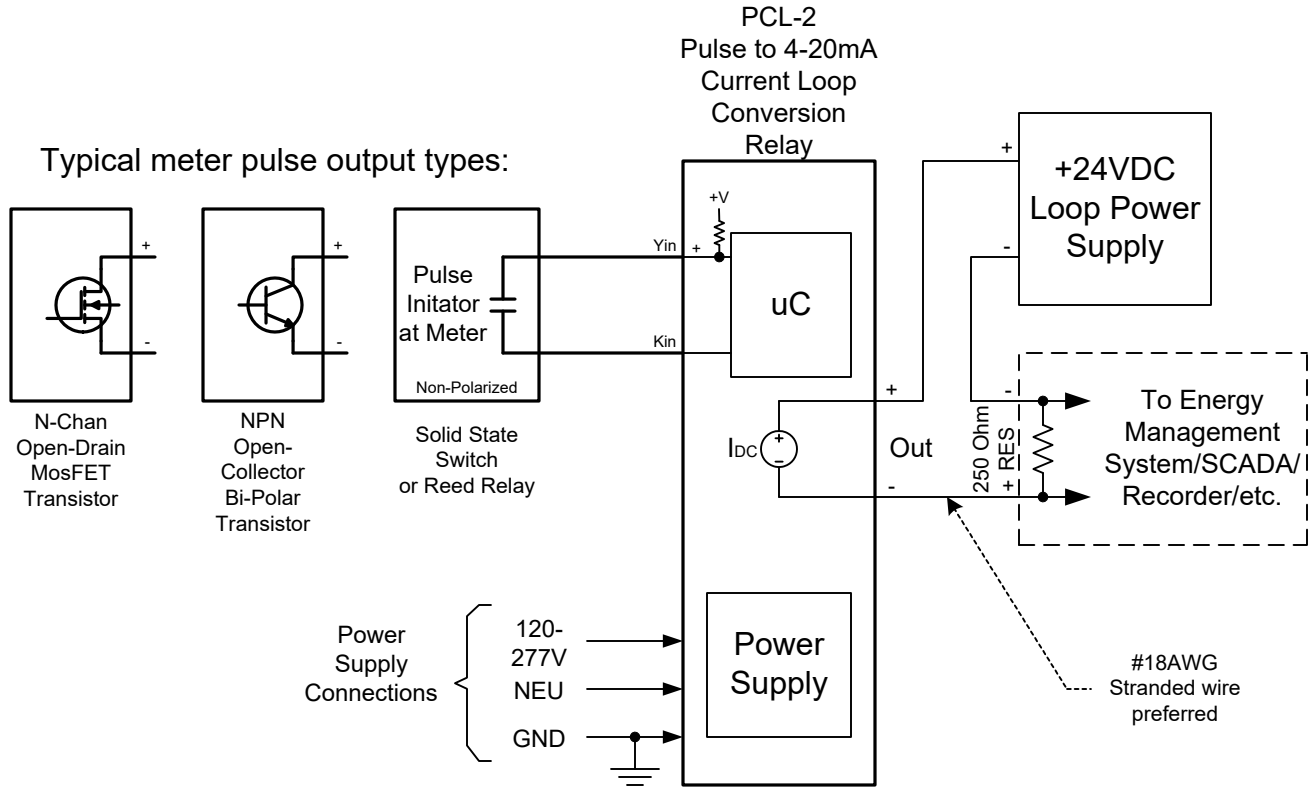 PCL-2
Pulse to 4-20mA
Current Loop
Conversion
Relay
Typical meter pulse output types:
+
-
N-Chan
Open-Drain
MosFET
Transistor
+
-
NPN
Open-
Collector
Bi-Polar
Transistor
Pulse
Initator
at Meter
Non-Polarized
Solid State
Switch
or Reed Relay
Yin
Kin
+V
+
uC
IDC
+
-
+
Out
-
Power
Supply
Power
Supply
Connections
120-
277V
NEU
GND
+
-
+24VDC
Loop Power
Supply
-
+
250 Ohm
RES
To Energy
Management
System/SCADA/
Recorder/etc.
#18AWG
Stranded wire
preferred